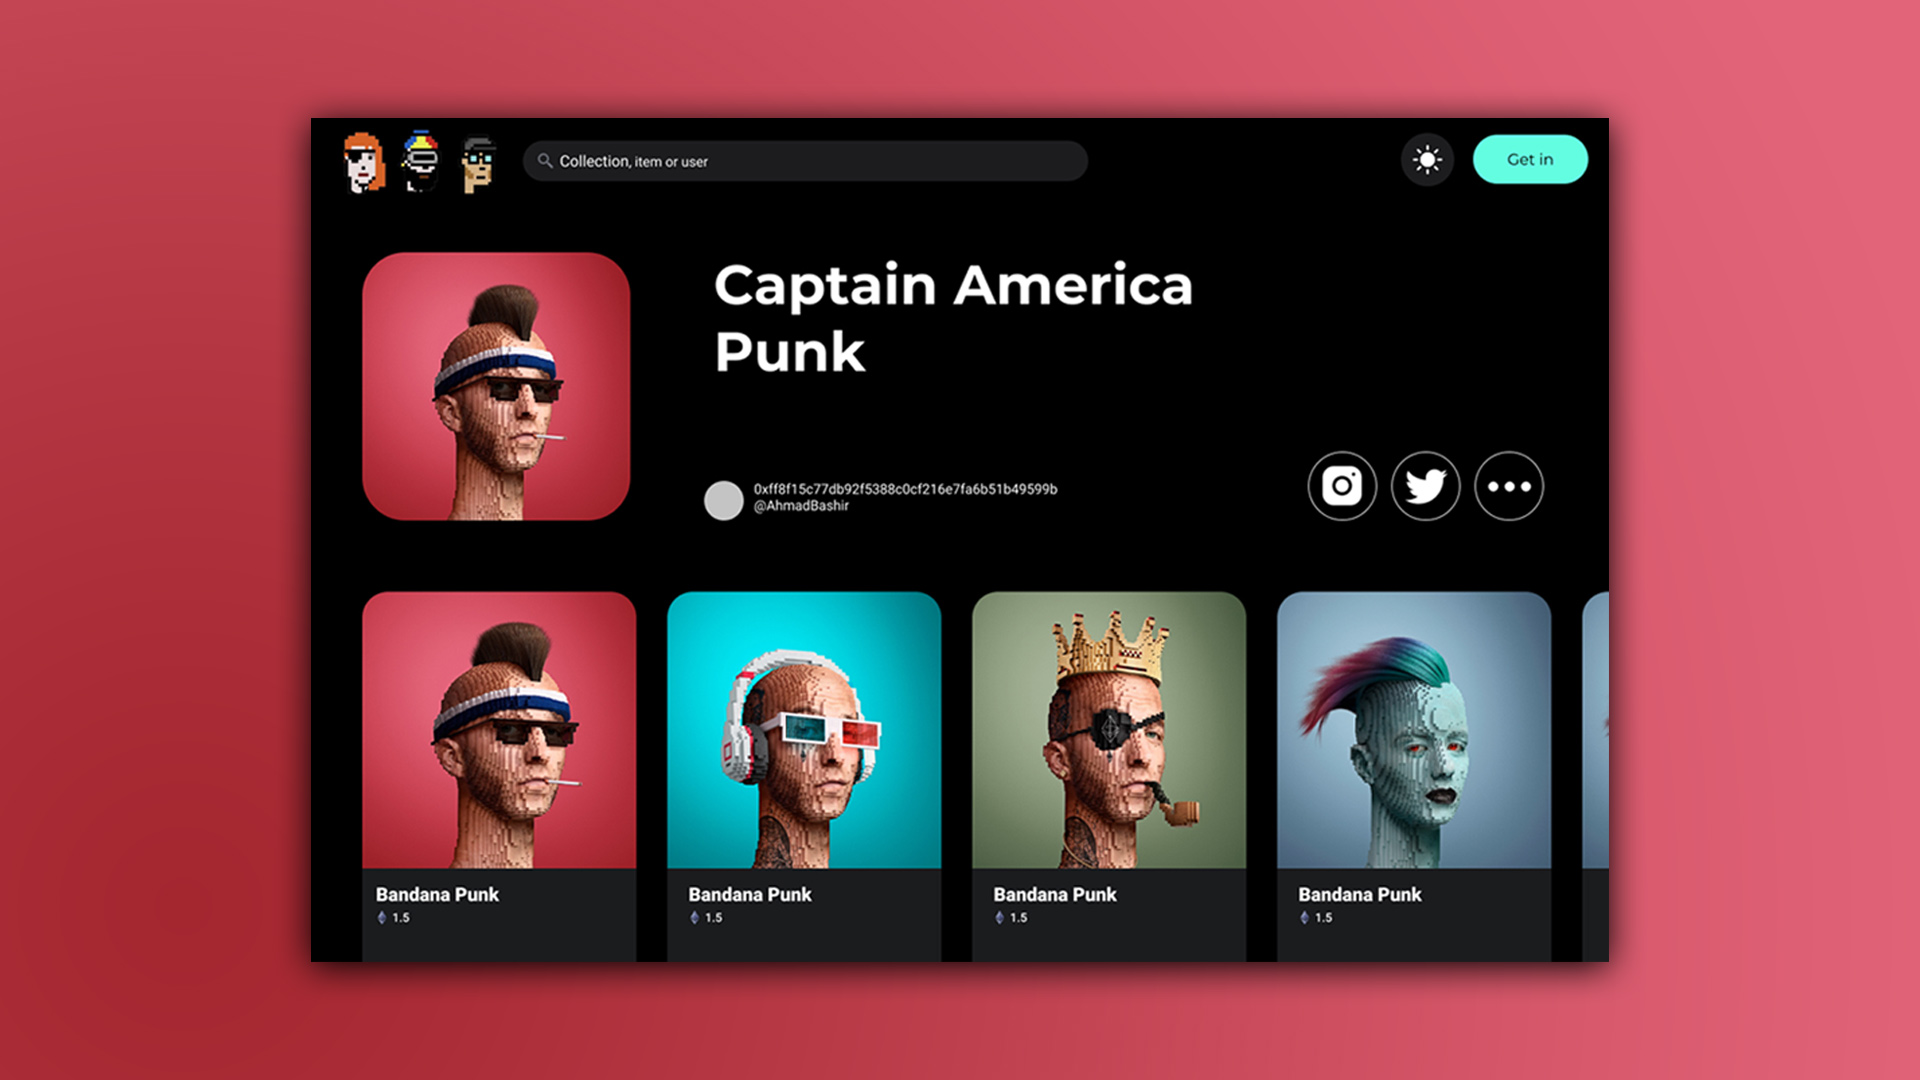 Collection, item or user
Get in
Captain America
Punk
0xff8f15c77db92f5388c0cf216e7fa6b51b49599b
@AhmadBashir
Bandana Punk
1.5
Bandana Punk
1.5
Bandana Punk
1.5
Bandana Punk
1.5